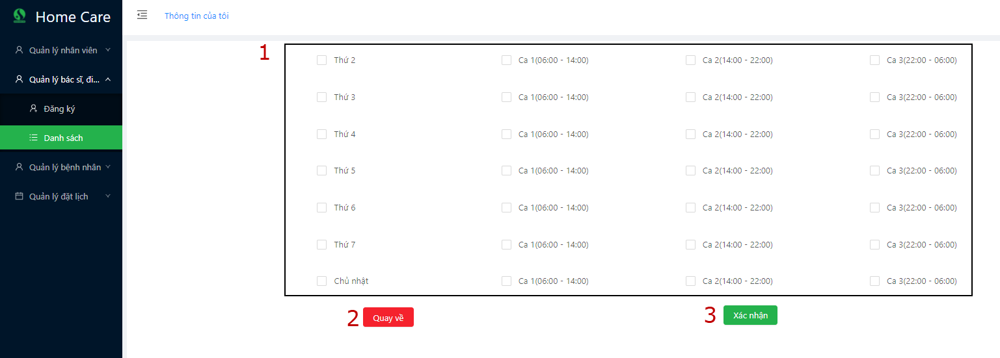 Home Care
Quản lý nhân viên
Quản lý bác sĩ, đi...
Đăng ký
Danh sách
Quản lý bệnh nhân
Quản lý đặt lịch
Thông tin của tôi
1
Thứ 2 Ca 1(06:00 - 14:00) Ca 2(14:00 - 22:00) Ca 3(22:00 - 06:00)
Thứ 3 Ca 1(06:00 - 14:00) Ca 2(14:00 - 22:00) Ca 3(22:00 - 06:00)
Thứ 4 Ca 1(06:00 - 14:00) Ca 2(14:00 - 22:00) Ca 3(22:00 - 06:00)
Thứ 5 Ca 1(06:00 - 14:00) Ca 2(14:00 - 22:00) Ca 3(22:00 - 06:00)
Thứ 6 Ca 1(06:00 - 14:00) Ca 2(14:00 - 22:00) Ca 3(22:00 - 06:00)
Thứ 7 Ca 1(06:00 - 14:00) Ca 2(14:00 - 22:00) Ca 3(22:00 - 06:00)
Chủ nhật Ca 1(06:00 - 14:00) Ca 2(14:00 - 22:00) Ca 3(22:00 - 06:00)
2 Quay về 3 Xác nhận